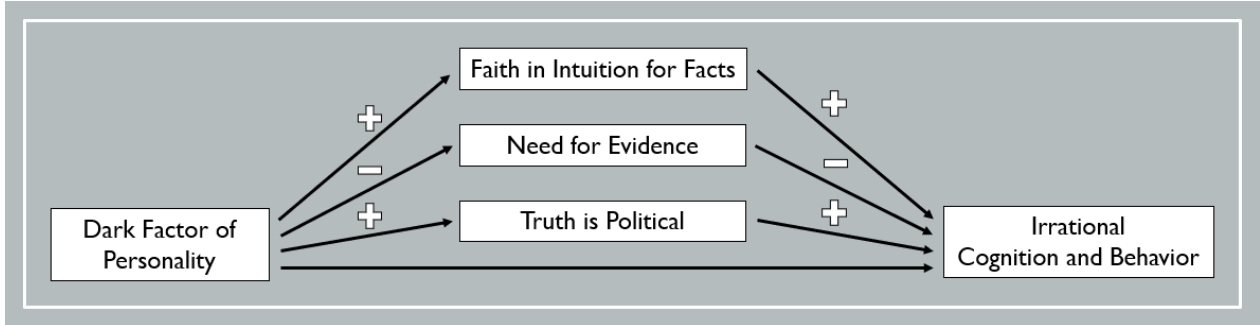 Faith in Intuition for Facts
+
+
Need for Evidence
−
−
Truth is Political
+
+
Dark Factor of
Personality
Irrational
Cognition and Behavior